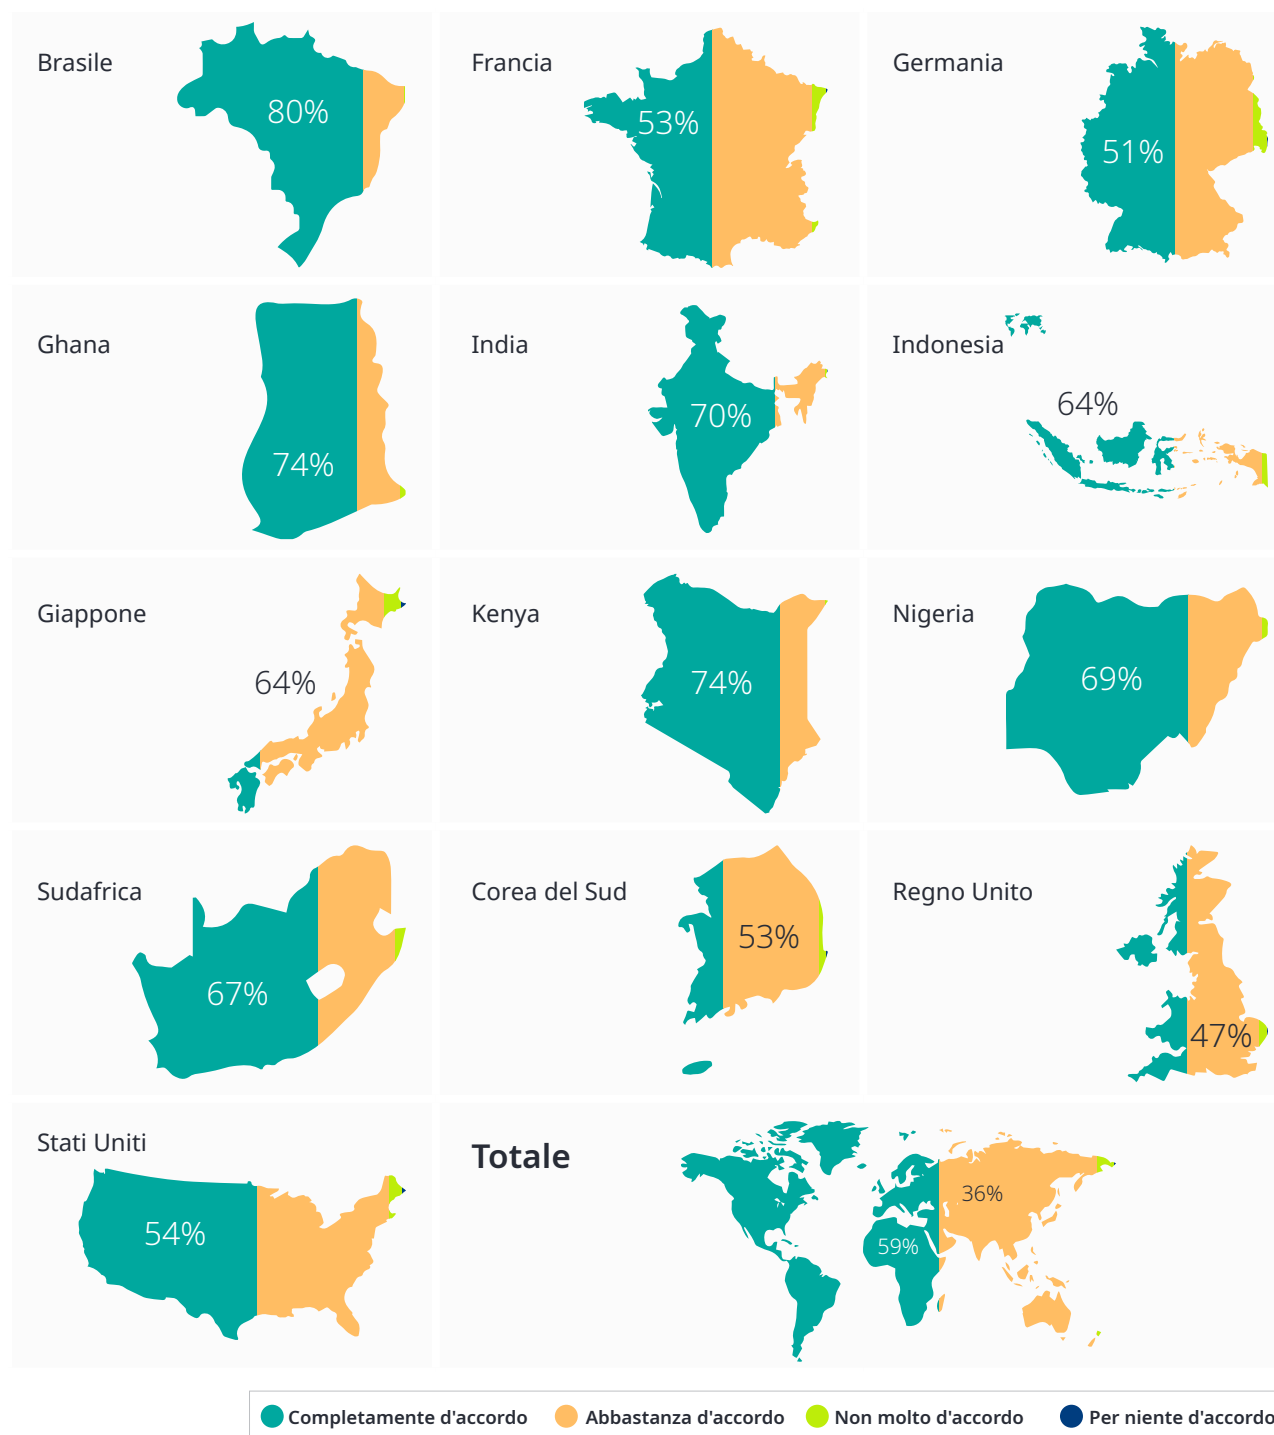 Brasile
80%
Francia
53%
Germania
51%
Ghana
74%
India
70%
Indonesia
64%
Giappone
64%
Kenya
74%
Nigeria
69%
Sudafrica
67%
Corea del Sud
53%
Regno Unito
47%
Stati Uniti
54%
Totale
36%
59%
Completamente d'accordo
Abbastanza d'accordo
Non molto d'accordo
Per niente d'accordo